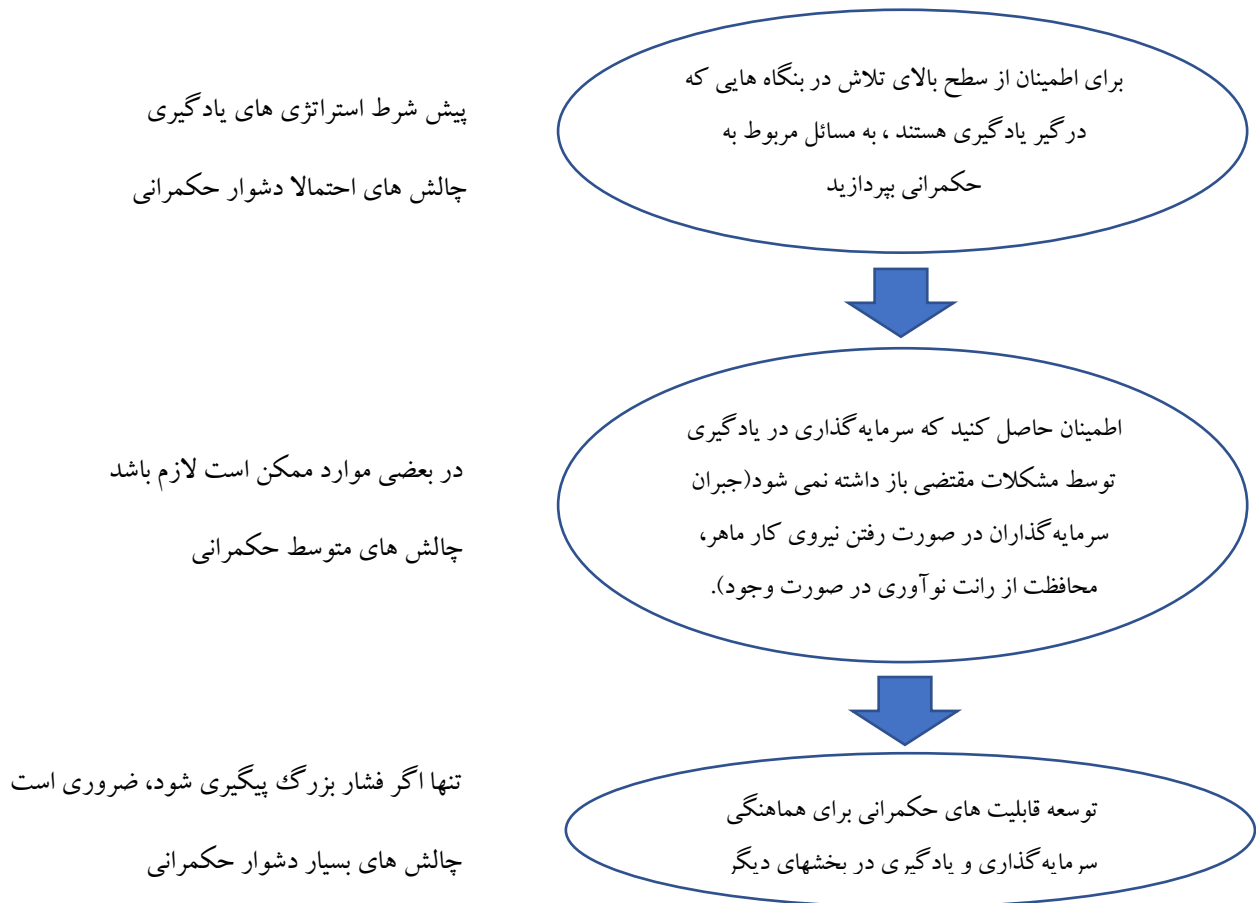 برای اطمینان از سطح بالای تلاش در بنگاه هایی که
درگیر یادگیری هستند ، به مسائل مربوط به
حکمرانی بپردازید
پیش شرط استراتژی های یادگیری
چالش های احتمالا دشوار حکمرانی
اطمینان حاصل کنید که سرمایه‌گذاری در یادگیری
توسط مشکلات مقتضی باز داشته نمی شود(جبران
سرمایه‌گذاران در صورت رفتن نیروی کار ماهر،
محافظت از رانت نوآوری در صورت وجود).
در بعضی موارد ممکن است لازم باشد
چالش های متوسط حکمرانی
توسعه قابلیت های حکمرانی برای هماهنگی
سرمایه‌گذاری و یادگیری در بخشهای دیگر
تنها اگر فشار بزرگ پیگیری شود، ضروری است
چالش های بسیار دشوار حکمرانی